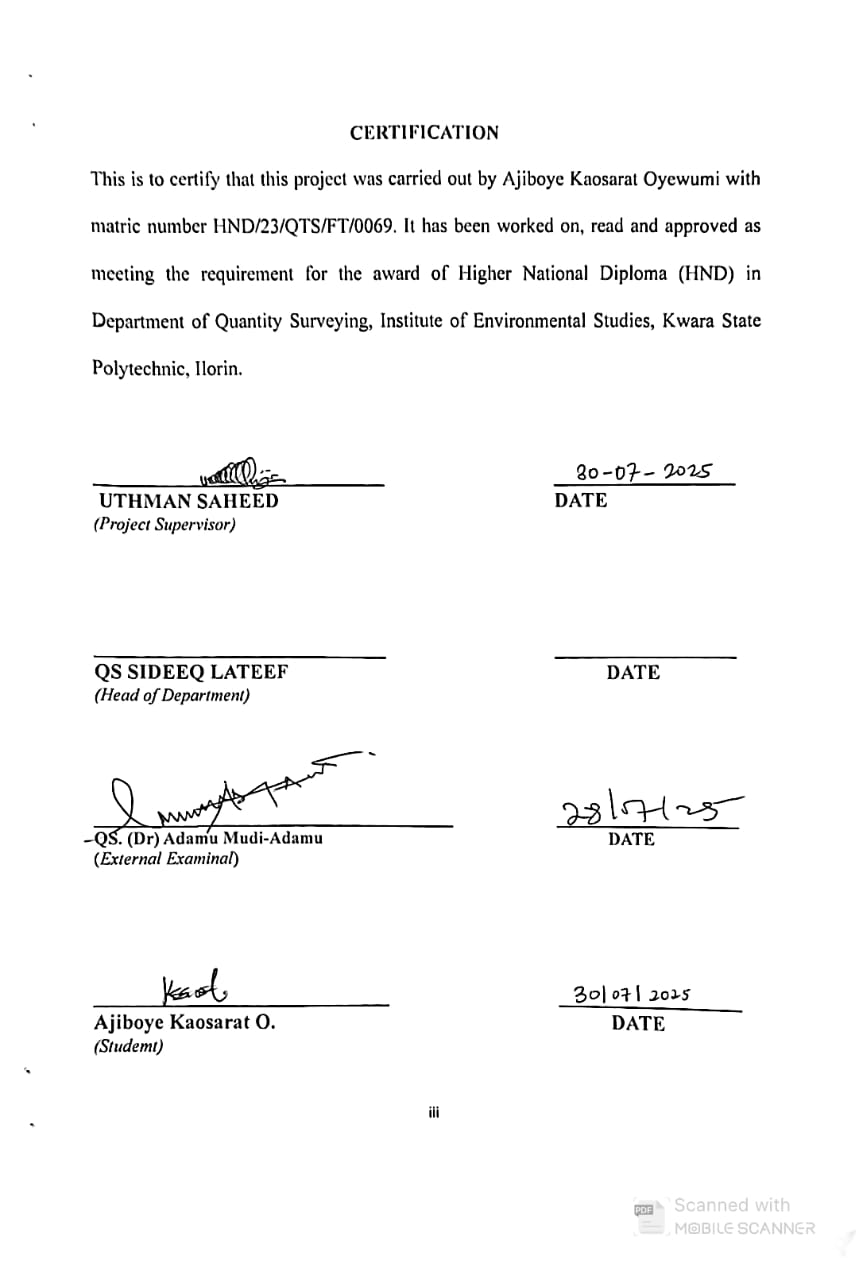 CERTIFICATION
This is to certify that this project was carried out by Ajiboye Kaosarat Oyewumi with
matric number HND/23/QTS/FT/0069. It has been worked on, read and approved as
meeting the requirement for the award of Higher National Diploma (HND) in
Department of Quantity Surveying, Institute of Environmental Studies, Kwara State
Polytechnic, Ilorin.
30-07-2025
UTHMAN SAHEED DATE
(Project Supervisor)
QS SIDEEQ LATEEF DATE
(Head of Department)
28/07/25
QS. (Dr) Adamu Mudi-Adamu DATE
(External Examinal)
30/07/2025
Ajiboye Kaosarat O. DATE
(Studemt)
iii
PDF Scanned with
MOBILE SCANNER